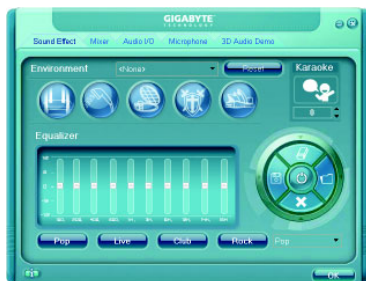 GIGABYTE
TECHNOLOGY
Sound Effect Mixer Audio I/O Microphone 3D Audio Demo
Environment <None> Reset Karaoke
0
Equalizer
Pop Live Club Rock Pop
OK